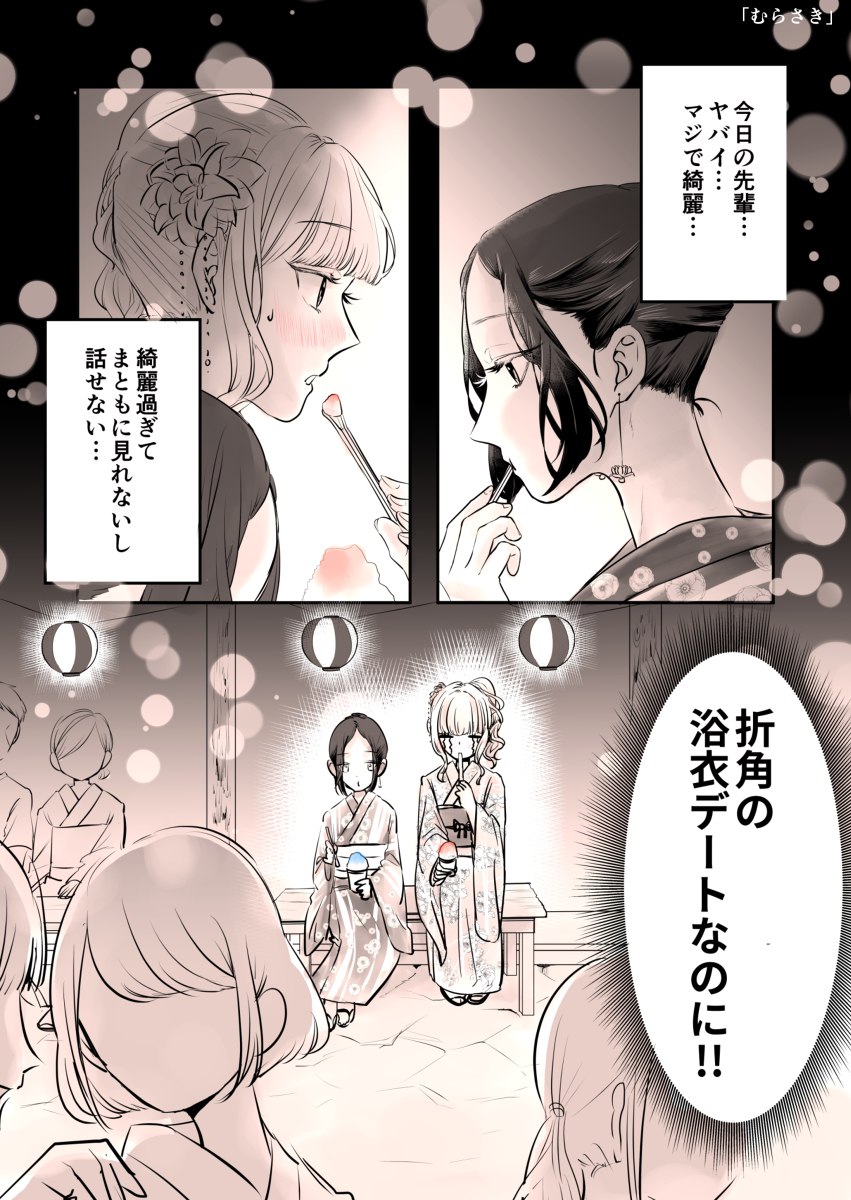 「むらさき」
今日の先輩…
ヤバイ…
マジで綺麗…
綺麗過ぎて
まともに見れないし
話せない…
折角の
浴衣デートなのに!!